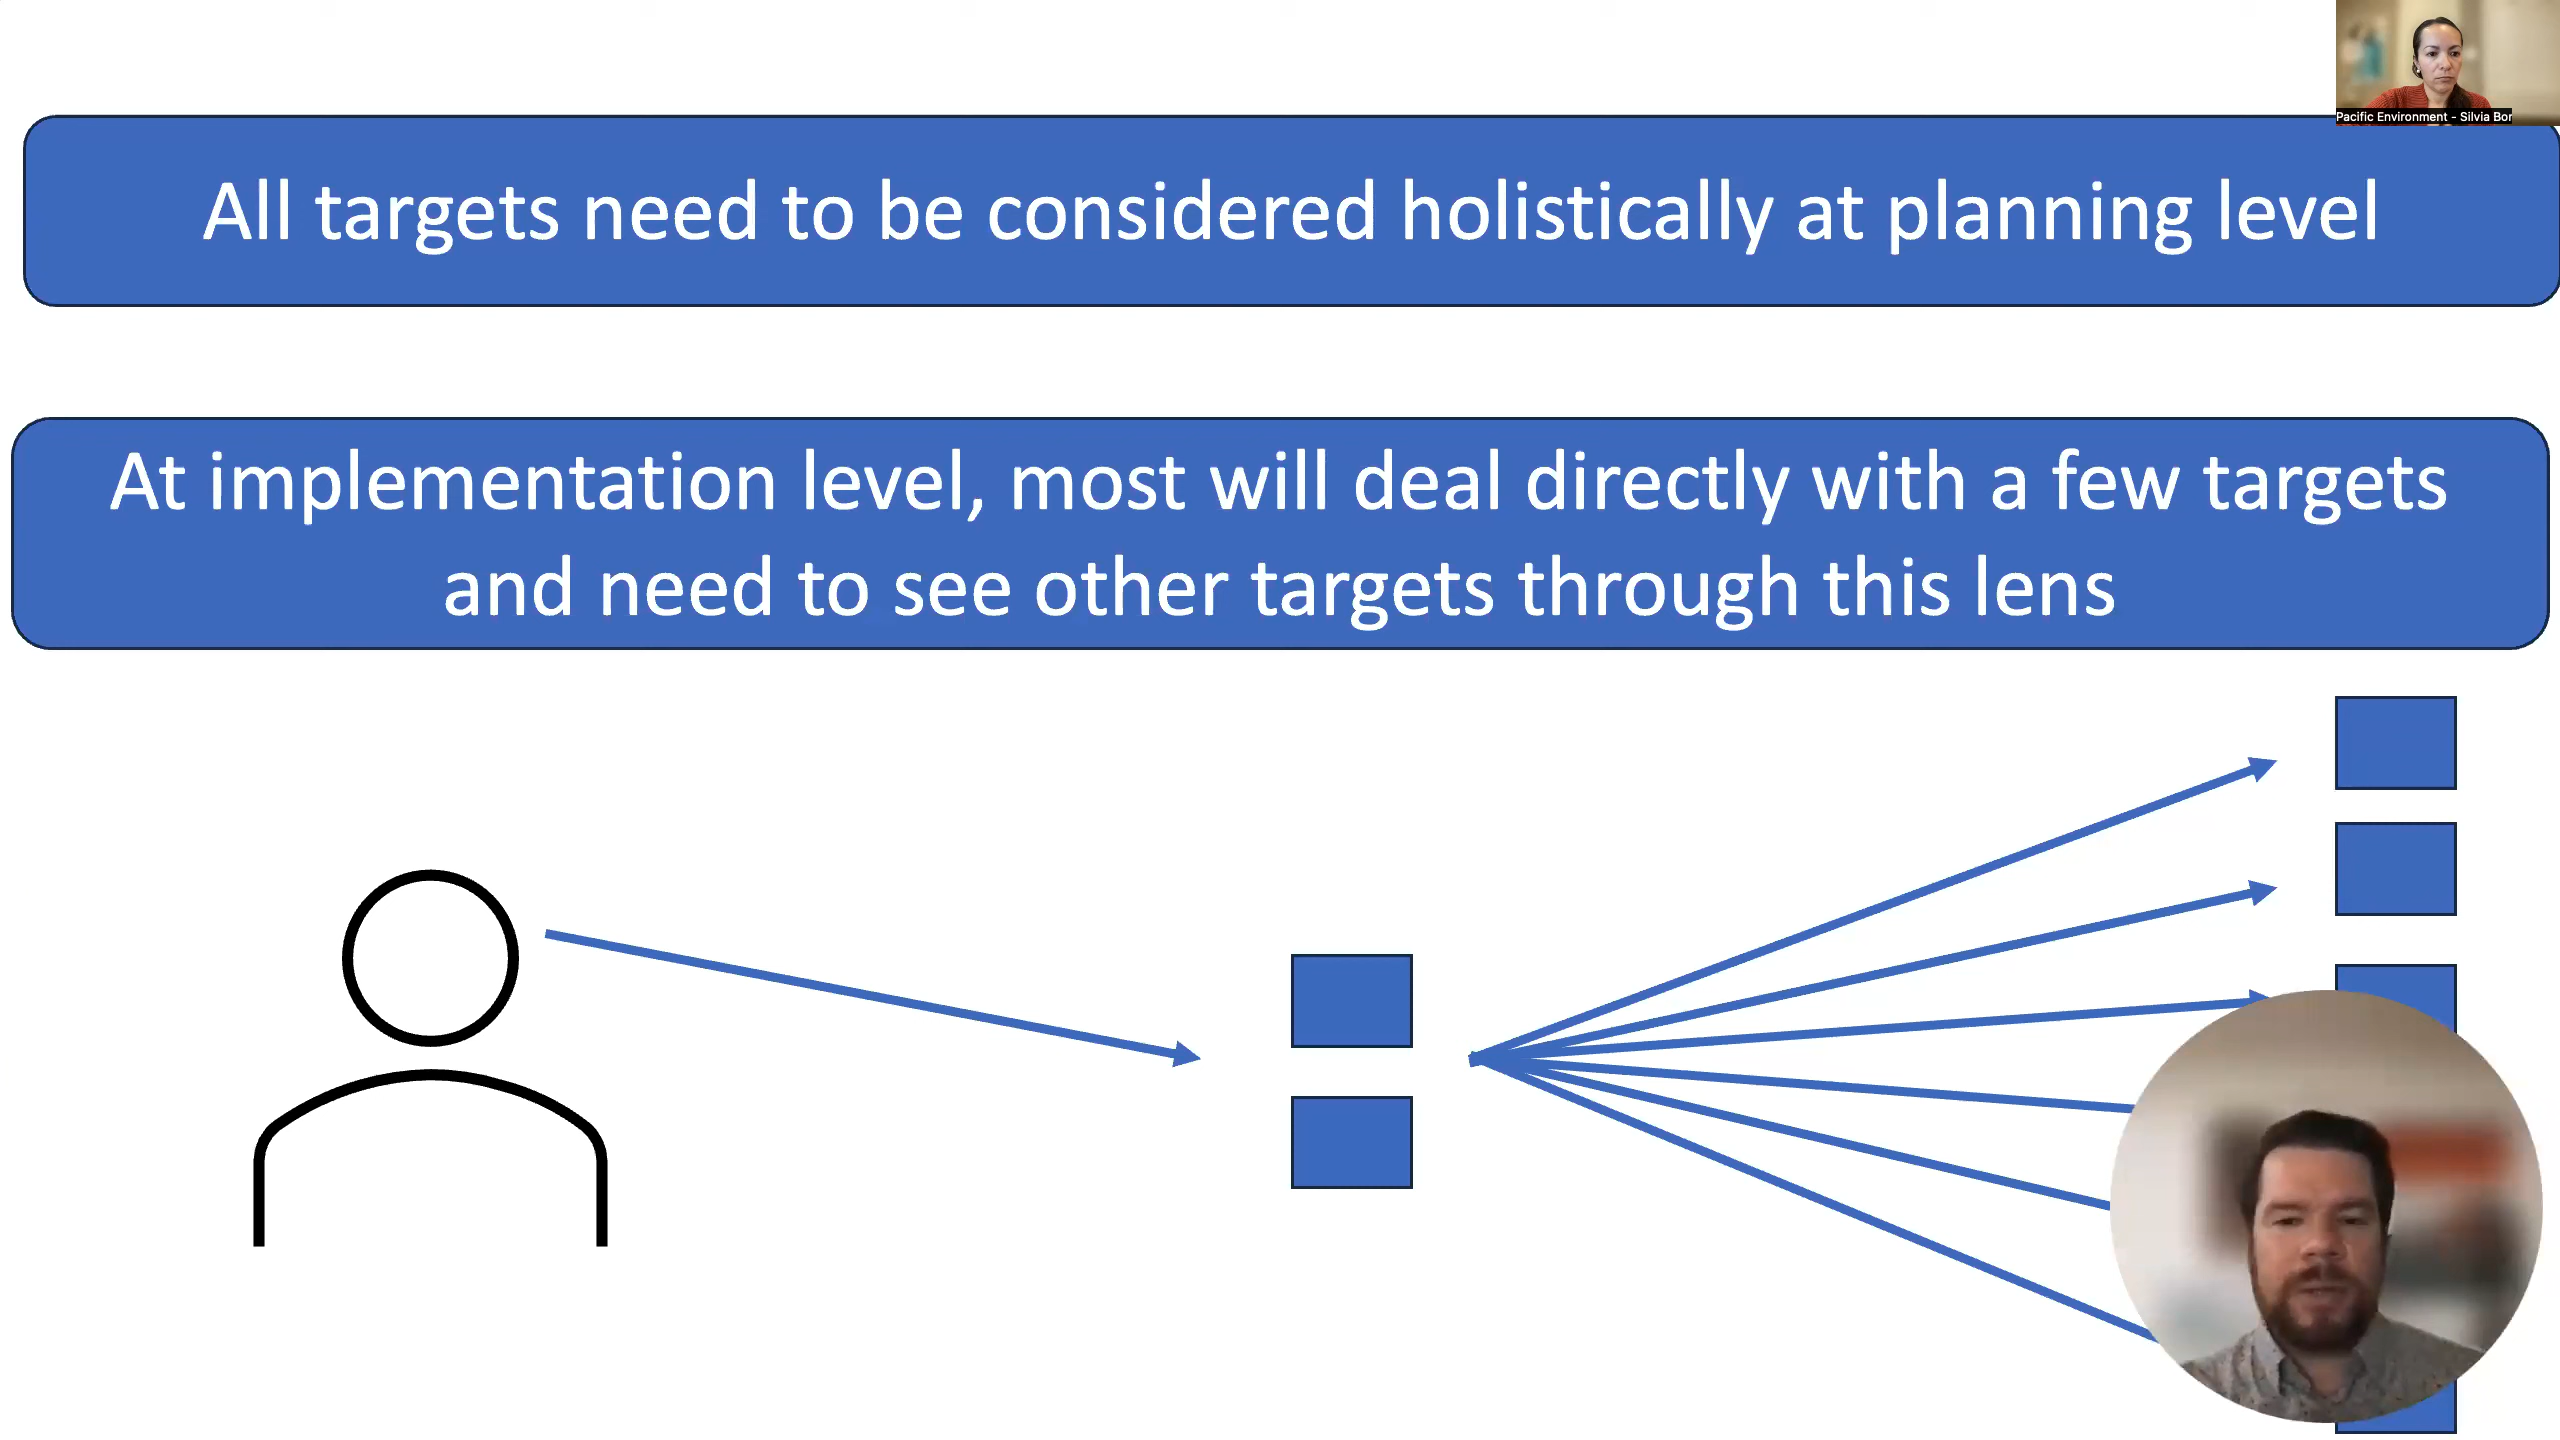 Pacific Environment - Silvia Bor
All targets need to be considered holistically at planning level
At implementation level, most will deal directly with a few targets
and need to see other targets through this lens